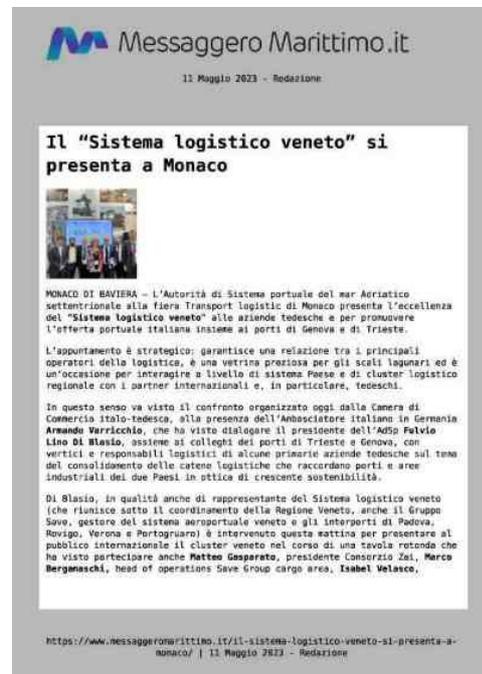 Messaggero Marittimo.it
11 Maggio 2023 - Redazione
Il “Sistema logistico veneto” si
presenta a Monaco
MONACO DI BAVIERA – L’Autorità di Sistema portuale del mar Adriatico
settentrionale alla fiera Transport logistic di Monaco presenta l’eccellenza
del “Sistema logistico veneto” alle aziende tedesche e per promuovere
l’offerta portuale italiana insieme ai porti di Genova e di Trieste.
L’appuntamento è strategico: garantisce una relazione tra i principali
operatori della logistica, è una vetrina preziosa per gli scali lagunari ed è
un’occasione per interagire a livello di sistema Paese e di cluster logistico
regionale con i partner internazionali e, in particolare, tedeschi.
In questo senso va visto il confronto organizzato oggi dalla Camera di
Commercio italo-tedesca, alla presenza dell’Ambasciatore italiano in Germania
Armando Varricchio, che ha visto dialogare il presidente dell’AdSp Fulvio
Lino Di Blasio, assieme ai colleghi dei porti di Trieste e Genova, con
vertici e responsabili logistici di alcune primarie aziende tedesche sul tema
del consolidamento delle catene logistiche che raccordano porti e aree
industriali dei due Paesi in ottica di crescente sostenibilità.
Di Blasio, in qualità anche di rappresentante del Sistema logistico veneto
(che riunisce sotto il coordinamento della Regione Veneto, anche il Gruppo
Save, gestore del sistema aeroportuale veneto e gli interporti di Padova,
Rovigo, Verona e Portogruaro) è intervenuto questa mattina per presentare al
pubblico internazionale il cluster veneto nel corso di una tavola rotonda che
ha visto partecipare anche Matteo Gasparato, presidente Consorzio Zai, Marco
Bergamaschi, head of operations Save Group cargo area, Isabel Velasco,
https://www.messaggeromarittimo.it/il-sistema-logistico-veneto-si-presenta-a-
monaco/ | 11 Maggio 2023 - Redazione